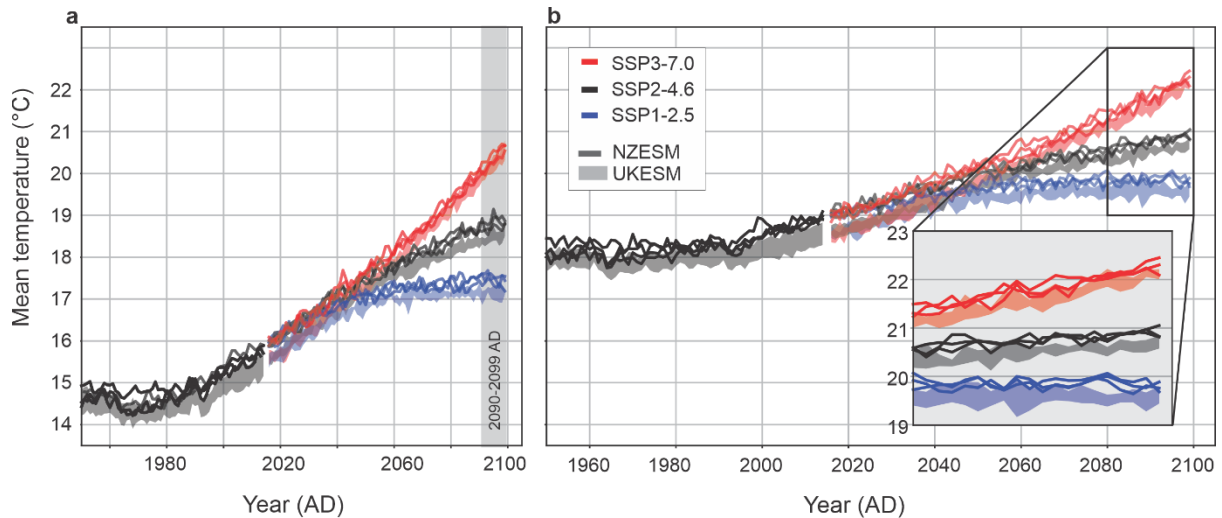 a
b
Mean temperature (°C)
22
21
20
19
18
17
16
15
14
2090-2099 AD
1980
2020
2060
2100
Year (AD)
SSP3-7.0
SSP2-4.6
SSP1-2.5
NZESM
UKESM
23
22
21
20
19
1960
1980
2000
2020
2040
2060
2080
2100
Year (AD)